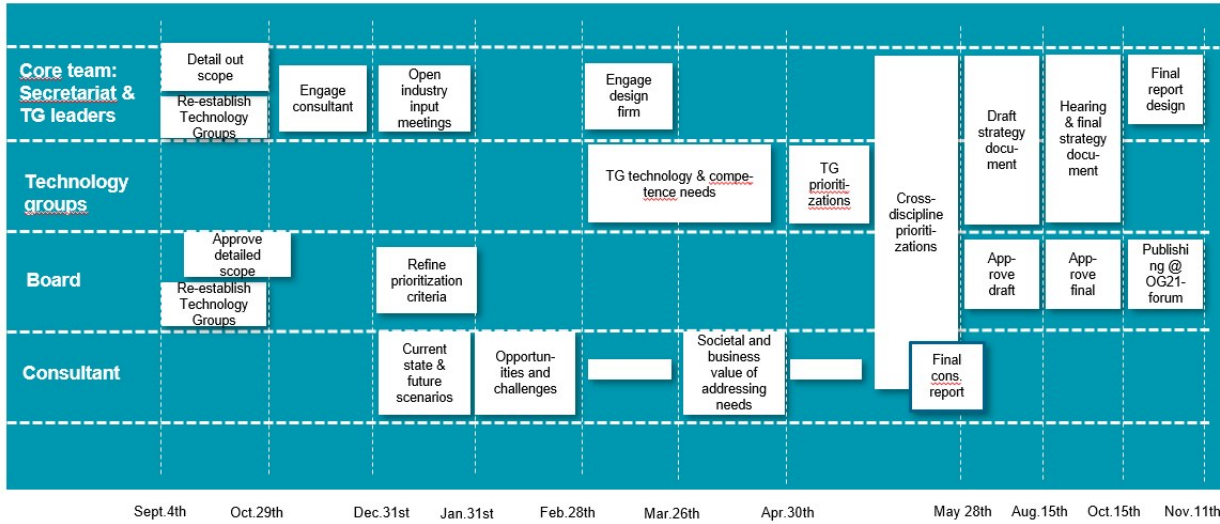 Core team:
Secretariat &
TG leaders
Detail out
scope
Re-establish
Technology
Groups
Engage
consultant
Open
industry
input
meetings
Engage
design
firm
Cross-
discipline
prioriti-
zations
Draft
strategy
docu-
ment
Hearing
& final
strategy
docu-
ment
Final
report
design
Technology
groups
TG technology & compe-
tence needs
TG
prioriti-
zations
Board
Approve
detailed
scope
Re-establish
Technology
Groups
Refine
prioritization
criteria
App-
rove
draft
App-
rove
final
Publishi
ng @
OG21-
forum
Consultant
Current
state &
future
scenarios
Opportun-
ities and
challenges
Societal and
business
value of
addressing
needs
Final
cons.
report
Sept.4th
Oct.29th
Dec.31st
Jan.31st
Feb.28th
Mar.26th
Apr.30th
May 28th
Aug.15th
Oct.15th
Nov.11th